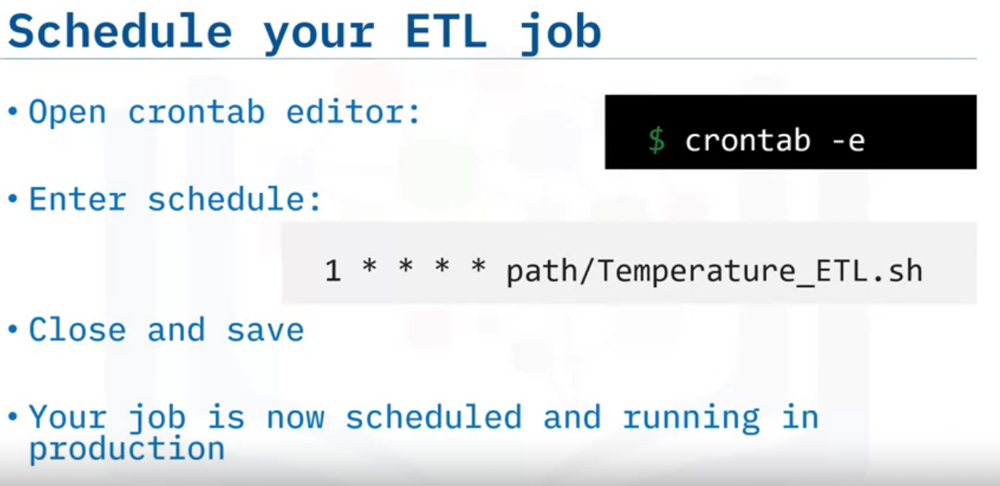 Schedule your ETL job
• Open crontab editor:
$ crontab -e
• Enter schedule:
1 * * * * path/Temperature_ETL.sh
• Close and save
• Your job is now scheduled and running in
production